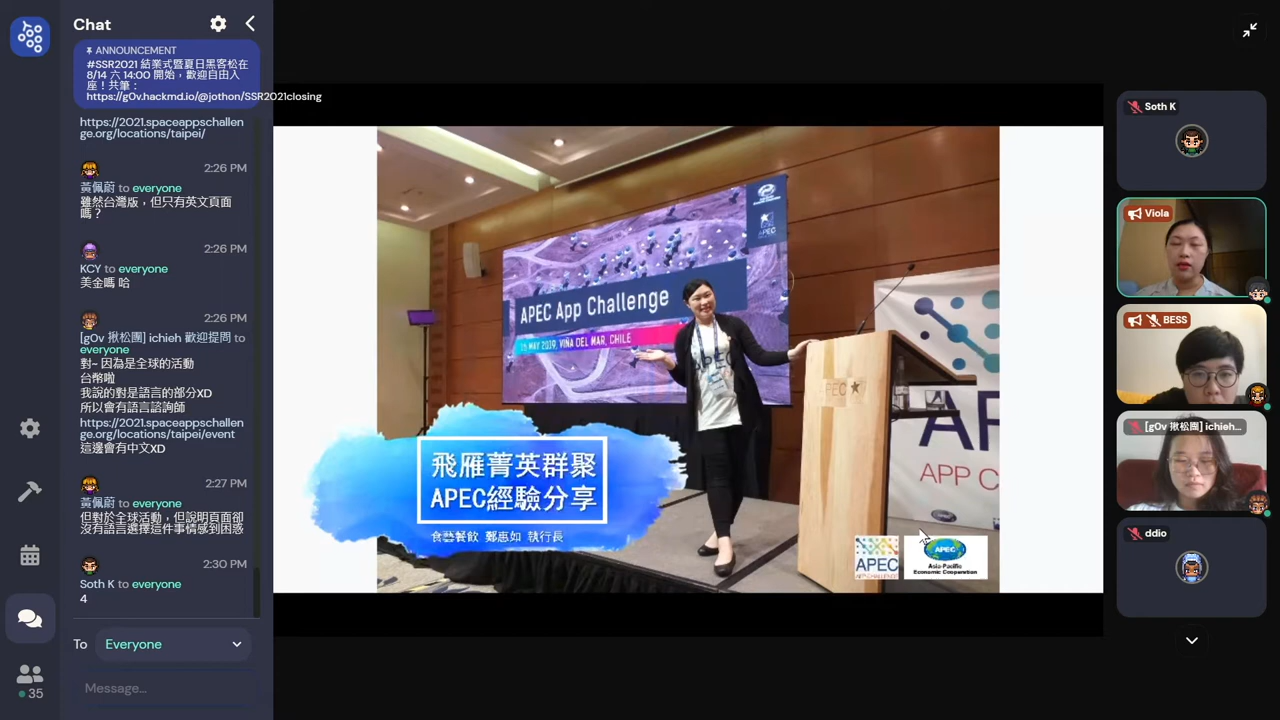 Chat
ANNOUNCEMENT
#SSR2021 結業式暨夏日黑客松在
8/14 六 14:00 開始，歡迎自由入
座！共筆：
https://g0v.hackmd.io/@jothon/SSR2021closing
https://2021.spaceappschallen
ge.org/locations/taipei/
2:26 PM
黃佩蔚 to everyone
雖然台灣版，但只有英文頁面
嗎？
2:26 PM
KCY to everyone
美金嗎 哈
2:26 PM
[g0v 揪松團] ichieh 歡迎提問 to
everyone
對~ 因為是全球的活動
台幣啦
我說的對是語言的部分XD
所以會有語言諮詢師
https://2021.spaceappschallen
ge.org/locations/taipei/event
這邊會有中文XD
2:27 PM
黃佩蔚 to everyone
但對於全球活動，但說明頁面卻
沒有語言選擇這件事情感到困惑
2:30 PM
Soth K to everyone
4
To Everyone
Message...
35
APEC
APEC App Challenge
15 MAY 2019, VIÑA DEL MAR, CHILE
APEC
PEC
AP
APP C
飛雁菁英群聚
APEC經驗分享
食藝餐飲 鄭惠如 執行長
APP CHALLENGE
APEC
Asia-Pacific
Economic Cooperation
Soth K
Viola
BESS
[g0v 揪松團] ichieh...
ddio